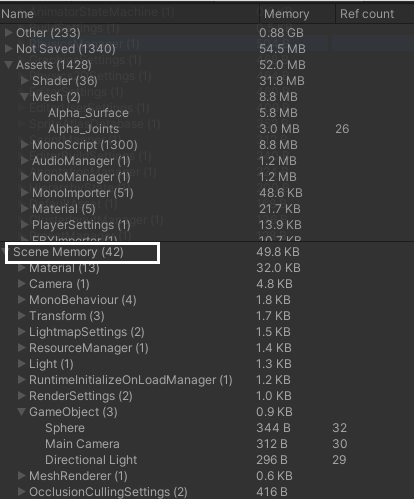 Name Memory Ref count
Other (233) 0.88 GB
Not Saved (1340) 54.5 MB
Assets (1428) 52.0 MB
Shader (36) 31.8 MB
Mesh (2) 8.8 MB
Alpha_Surface 5.8 MB
Alpha_Joints 3.0 MB 26
MonoScript (1300) 8.8 MB
AudioManager (1) 1.2 MB
MonoManager (1) 1.2 MB
MonoImporter (51) 48.6 KB
Material (5) 21.7 KB
PlayerSettings (1) 13.9 KB
FBXImporter (1) 10.7 KB
Scene Memory (42) 49.8 KB
Material (13) 32.0 KB
Camera (1) 4.8 KB
MonoBehaviour (4) 1.8 KB
Transform (3) 1.7 KB
LightmapSettings (2) 1.5 KB
ResourceManager (1) 1.4 KB
Light (1) 1.3 KB
RuntimeInitializeOnLoadManager (1) 1.2 KB
RenderSettings (2) 1.0 KB
GameObject (3) 0.9 KB
Sphere 344 B 32
Main Camera 312 B 30
Directional Light 296 B 29
MeshRenderer (1) 0.6 KB
OcclusionCullingSettings (2) 416 B